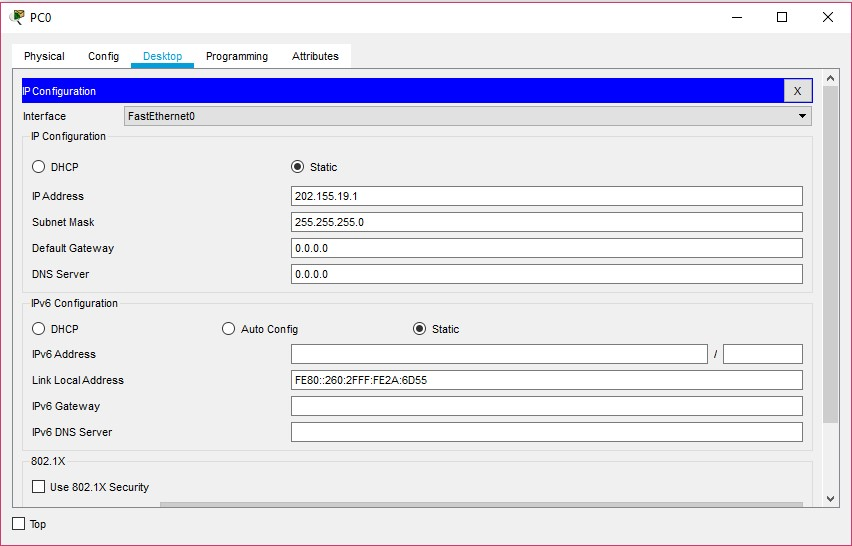 PC0
Physical Config Desktop Programming Attributes
IP Configuration X
Interface FastEthernet0
IP Configuration
DHCP Static
IP Address 202.155.19.1
Subnet Mask 255.255.255.0
Default Gateway 0.0.0.0
DNS Server 0.0.0.0
IPv6 Configuration
DHCP Auto Config Static
IPv6 Address /
Link Local Address FE80::260:2FFF:FE2A:6D55
IPv6 Gateway
IPv6 DNS Server
802.1X
Use 802.1X Security
Top